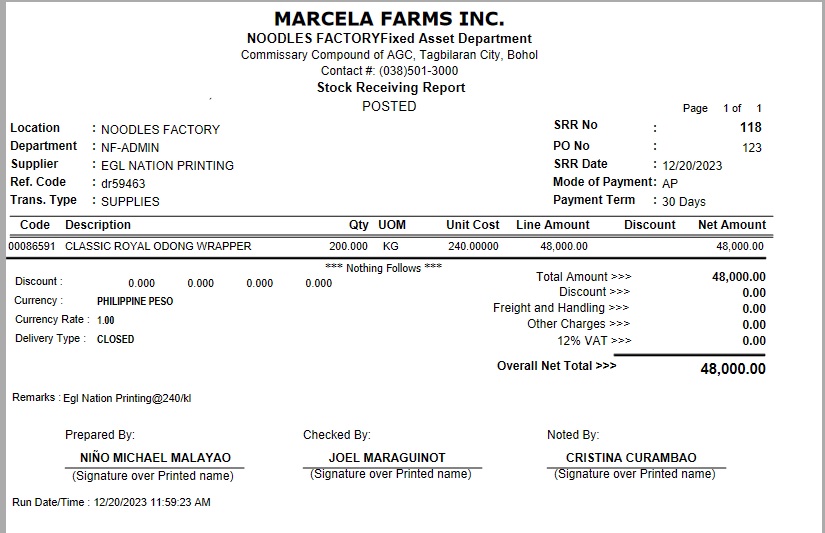 MARCELA FARMS INC.
NOODLES FACTORYFixed Asset Department
Commissary Compound of AGC, Tagbilaran City, Bohol
Contact #: (038)501-3000
Stock Receiving Report
POSTED
Page 1 of 1
Location : NOODLES FACTORY SRR No : 118
Department : NF-ADMIN PO No : 123
Supplier : EGL NATION PRINTING SRR Date : 12/20/2023
Ref. Code : dr59463 Mode of Payment: AP
Trans. Type : SUPPLIES Payment Term : 30 Days
Code Description Qty UOM Unit Cost Line Amount Discount Net Amount
00086591 CLASSIC ROYAL ODONG WRAPPER 200.000 KG 240.00000 48,000.00 48,000.00
*** Nothing Follows ***
Discount : 0.000 0.000 0.000 0.000 Total Amount >>> 48,000.00
Discount >>> 0.00
Currency : PHILIPPINE PESO Freight and Handling >>> 0.00
Currency Rate : 1.00 Other Charges >>> 0.00
Delivery Type : CLOSED 12% VAT >>> 0.00
Overall Net Total >>> 48,000.00
Remarks : Egl Nation Printing@240/kl
Prepared By: Checked By: Noted By:
NIÑO MICHAEL MALAYAO JOEL MARAGUINOT CRISTINA CURAMBAO
(Signature over Printed name) (Signature over Printed name) (Signature over Printed name)
Run Date/Time : 12/20/2023 11:59:23 AM